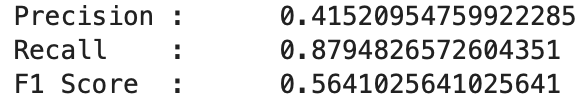 Precision :      0.41520954759922285
Recall    :      0.8794826572604351
F1 Score  :      0.5641025641025641